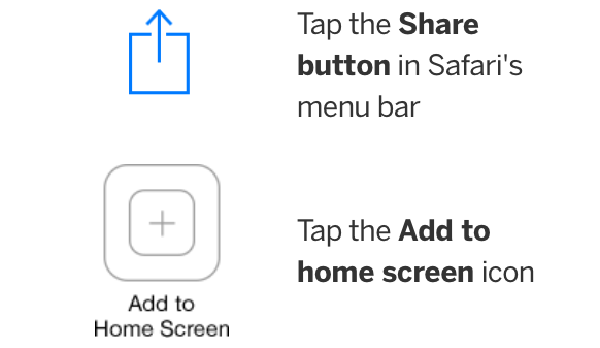 Tap the Share
button in Safari's
menu bar
Add to
Home Screen
Tap the Add to
home screen icon